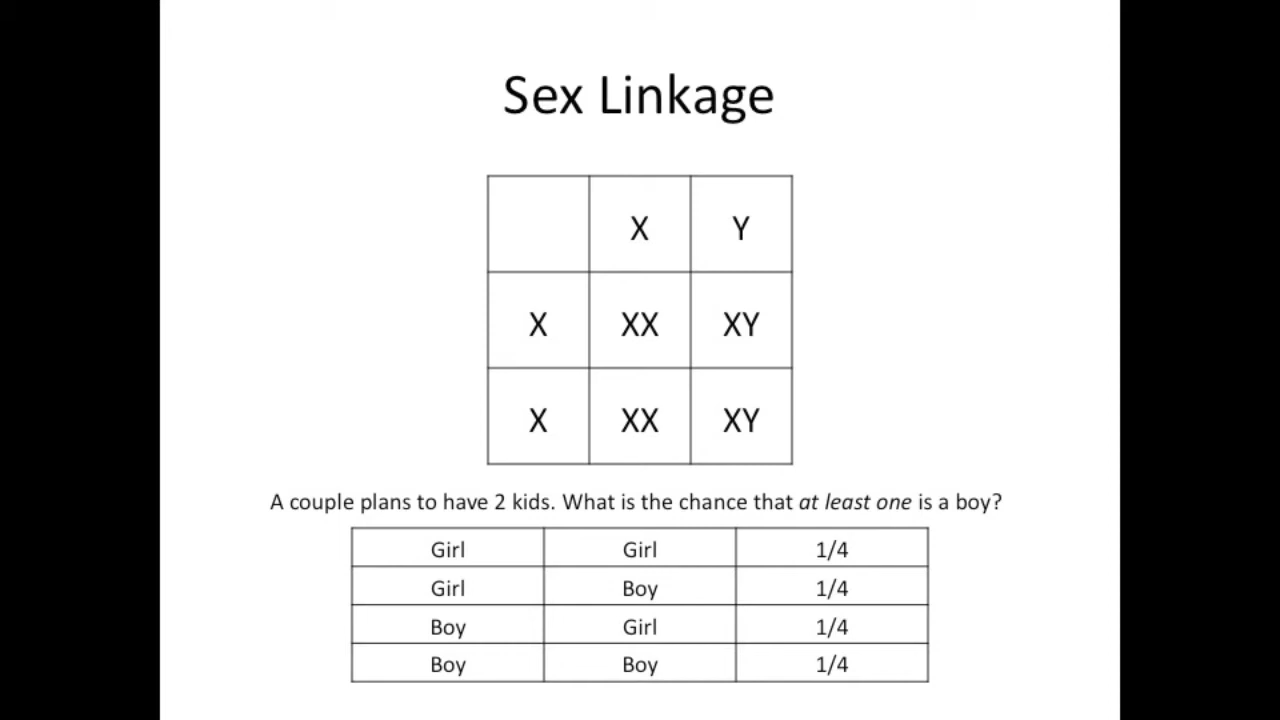 Sex Linkage
X Y
X XX XY
X XX XY
A couple plans to have 2 kids. What is the chance that at least one is a boy?
Girl Girl 1/4
Girl Boy 1/4
Boy Girl 1/4
Boy Boy 1/4